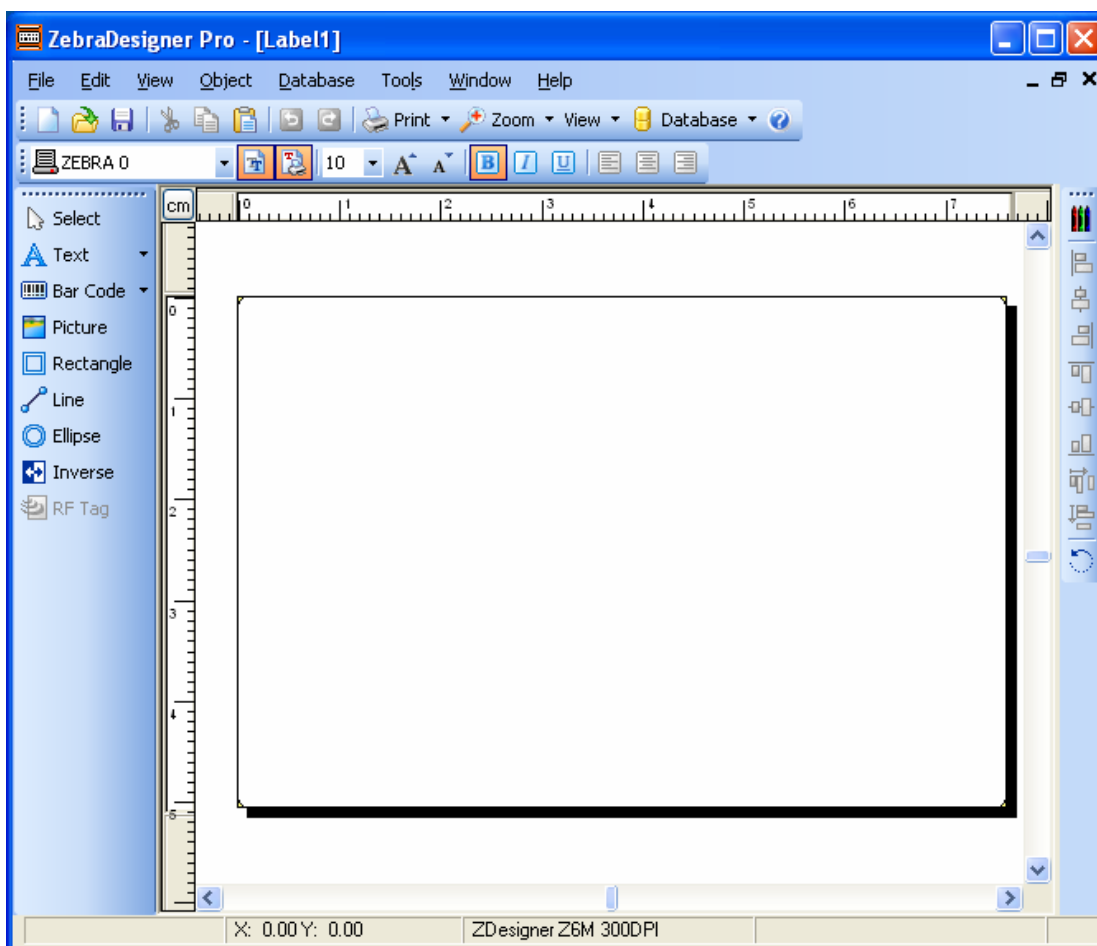 ZebraDesigner Pro - [Label1]
File Edit View Object Database Tools Window Help
Print Zoom View Database
ZEBRA 0 10 A A B I U
cm 0 1 2 3 4 5 6 7
Select
Text
Bar Code
Picture
Rectangle
Line
Ellipse
Inverse
RF Tag
0
1
2
3
4
5
X: 0.00 Y: 0.00 ZDesigner Z6M 300DPI